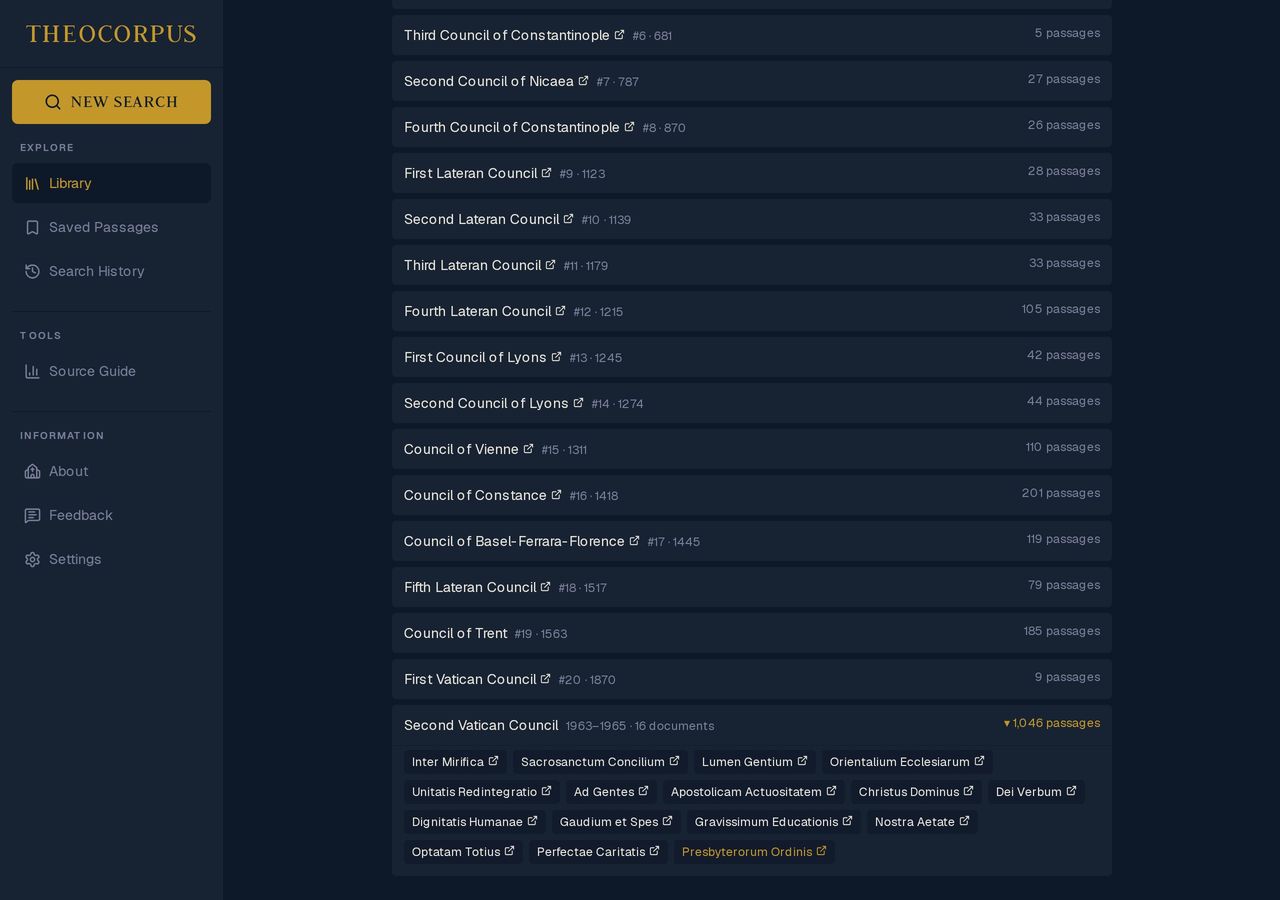 THEOCORPUS
NEW SEARCH
EXPLORE
Library
Saved Passages
Search History
TOOLS
Source Guide
INFORMATION
About
Feedback
Settings
Third Council of Constantinople #6 · 681 5 passages
Second Council of Nicaea #7 · 787 27 passages
Fourth Council of Constantinople #8 · 870 26 passages
First Lateran Council #9 · 1123 28 passages
Second Lateran Council #10 · 1139 33 passages
Third Lateran Council #11 · 1179 33 passages
Fourth Lateran Council #12 · 1215 105 passages
First Council of Lyons #13 · 1245 42 passages
Second Council of Lyons #14 · 1274 44 passages
Council of Vienne #15 · 1311 110 passages
Council of Constance #16 · 1418 201 passages
Council of Basel-Ferrara-Florence #17 · 1445 119 passages
Fifth Lateran Council #18 · 1517 79 passages
Council of Trent #19 · 1563 185 passages
First Vatican Council #20 · 1870 9 passages
Second Vatican Council 1963–1965 · 16 documents ▾ 1,046 passages
Inter Mirifica Sacrosanctum Concilium Lumen Gentium Orientalium Ecclesiarum
Unitatis Redintegratio Ad Gentes Apostolicam Actuositatem Christus Dominus Dei Verbum
Dignitatis Humanae Gaudium et Spes Gravissimum Educationis Nostra Aetate
Optatam Totius Perfectae Caritatis Presbyterorum Ordinis